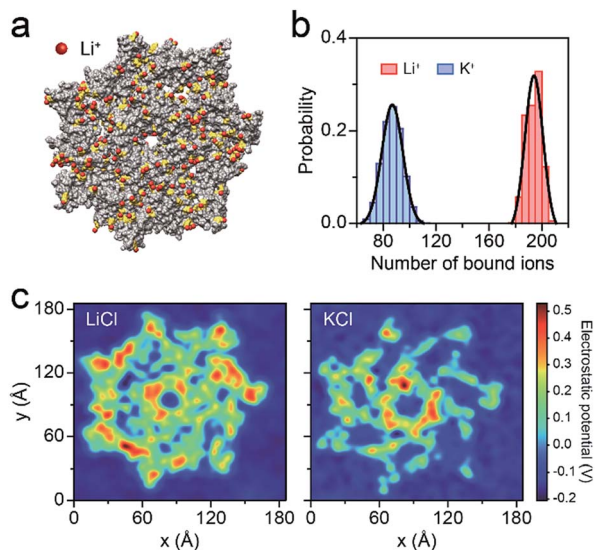 a
Li⁺
b
Li⁺ K⁺
Probability
0.4
0.2
0.0
80 120 160 200
Number of bound ions
c
LiCl
KCl
y (Å)
180
120
60
0
0 60 120 180
x (Å)
0 60 120 180
x (Å)
0.5
0.4
0.3
0.2
0.1
0.0
-0.1
-0.2
Electrostatic potential (V)